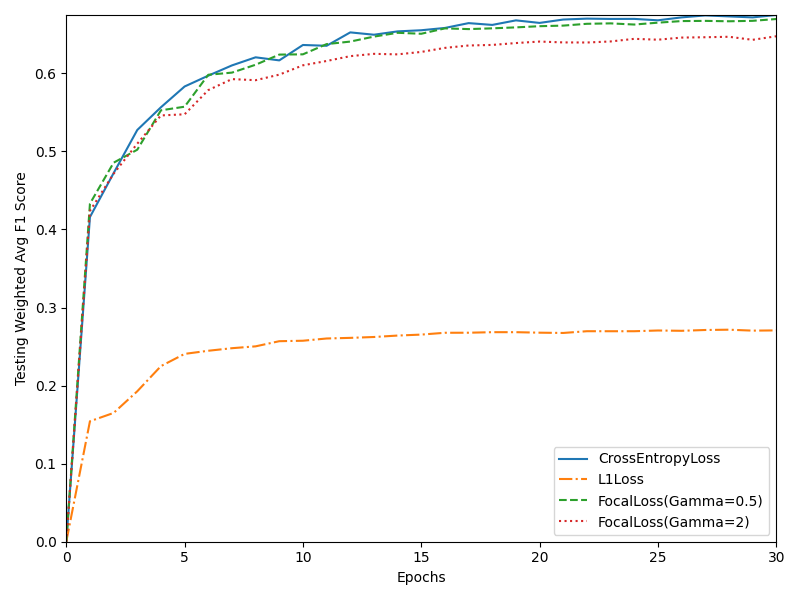 Testing Weighted Avg F1 Score
0.6
0.5
0.4
0.3
0.2
0.1
0.0
CrossEntropyLoss
L1Loss
FocalLoss(Gamma=0.5)
FocalLoss(Gamma=2)
0 5 10 15 20 25 30
Epochs